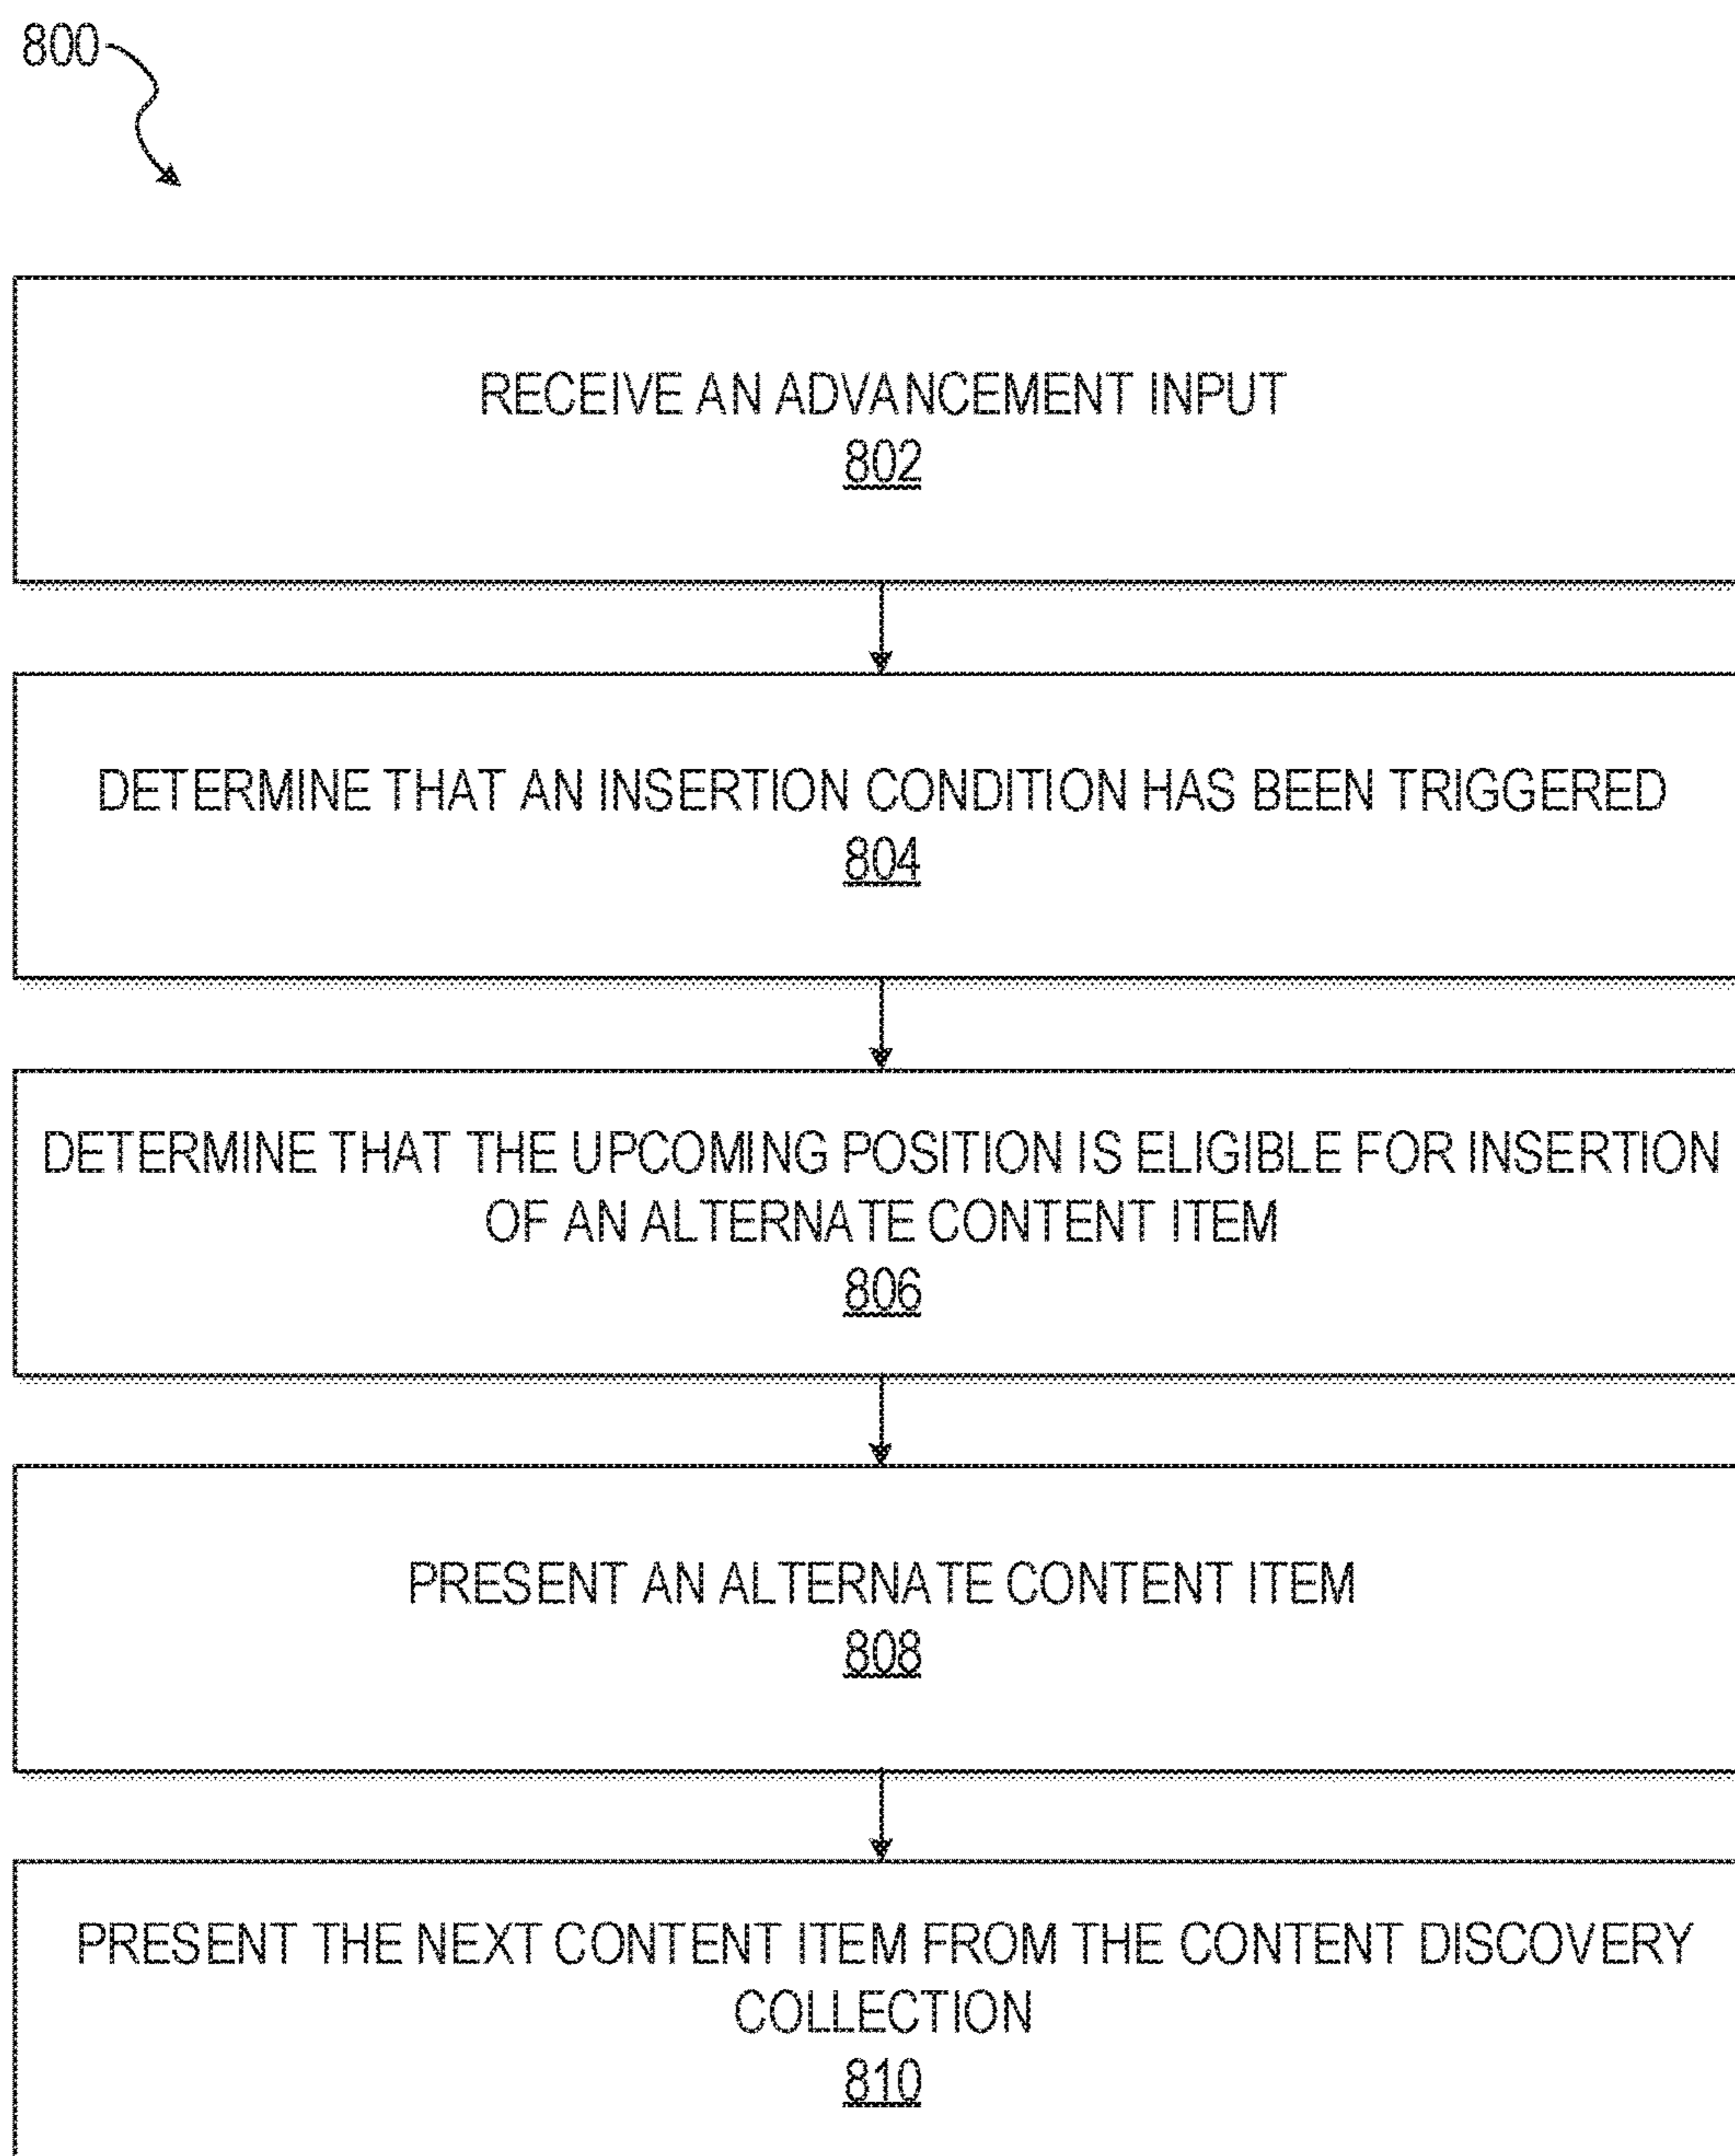 800
RECEIVE AN ADVANCEMENT INPUT
802
DETERMINE THAT AN INSERTION CONDITION HAS BEEN TRIGGERED
804
DETERMINE THAT THE UPCOMING POSITION IS ELIGIBLE FOR INSERTION
OF AN ALTERNATE CONTENT ITEM
806
PRESENT AN ALTERNATE CONTENT ITEM
808
PRESENT THE NEXT CONTENT ITEM FROM THE CONTENT DISCOVERY
COLLECTION
810